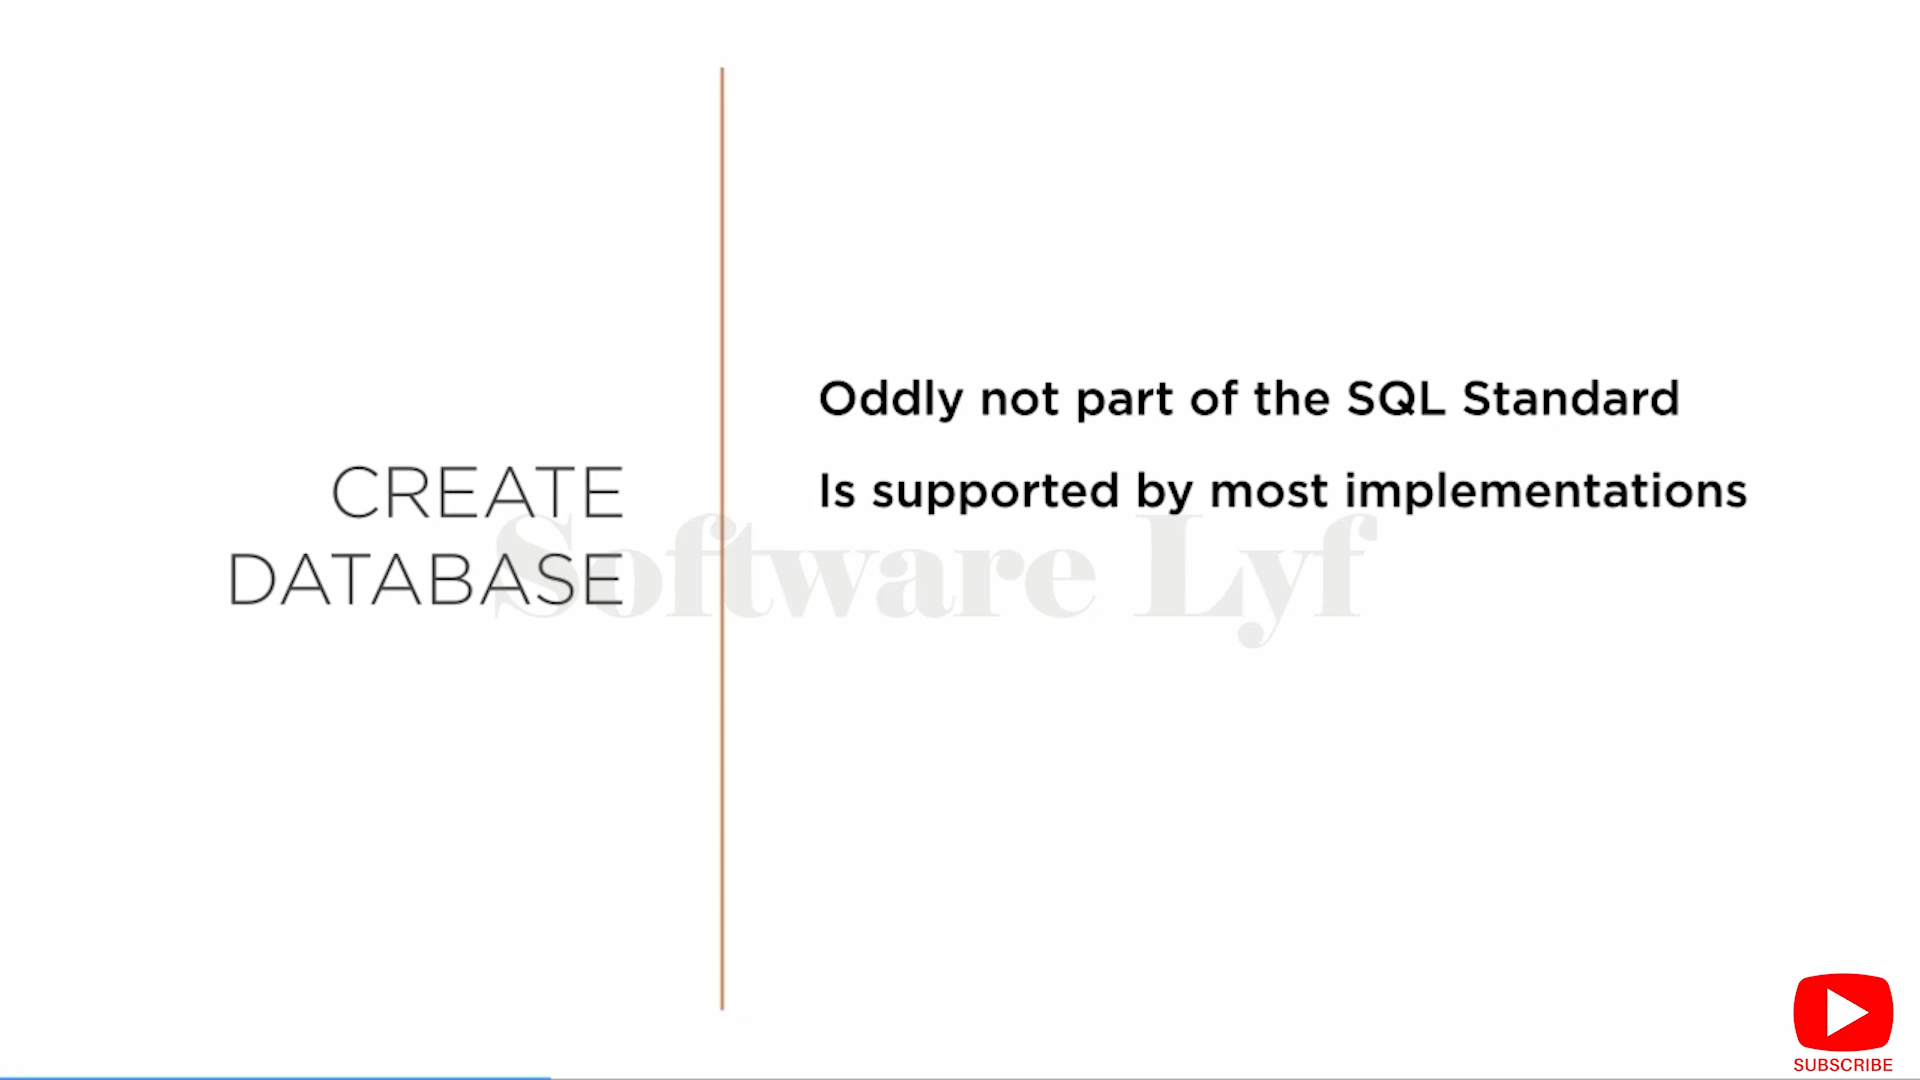 CREATE
DATABASE
Oddly not part of the SQL Standard
Is supported by most implementations
Software Lyf
SUBSCRIBE